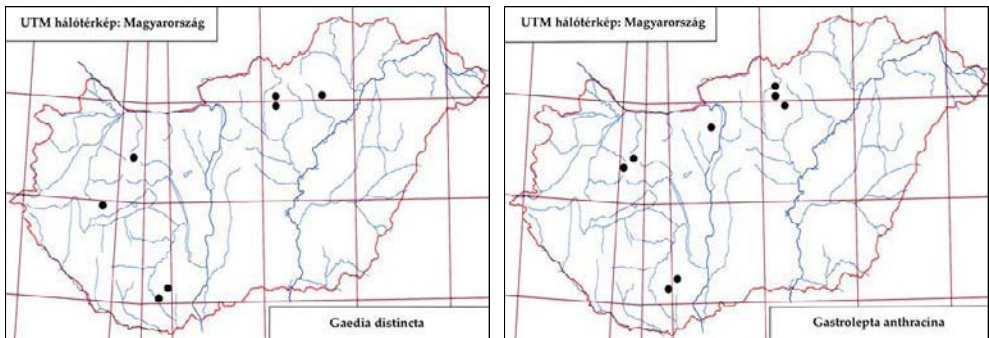 UTM hálótérkép: Magyarország
Gaedia distincta
UTM hálótérkép: Magyarország
Gastrolepta anthracina